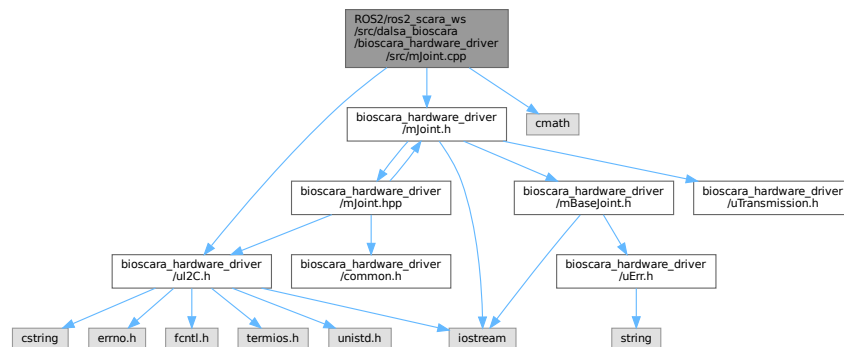 ROS2/ros2_scara_ws
/src/dalsa_bioscara
/bioscara_hardware_driver
/src/mJoint.cpp
bioscara_hardware_driver
/mJoint.h
cmath
bioscara_hardware_driver
/mJoint.hpp
bioscara_hardware_driver
/mBaseJoint.h
bioscara_hardware_driver
/uTransmission.h
bioscara_hardware_driver
/uI2C.h
bioscara_hardware_driver
/common.h
bioscara_hardware_driver
/uErr.h
cstring
errno.h
fcntl.h
termios.h
unistd.h
iostream
string